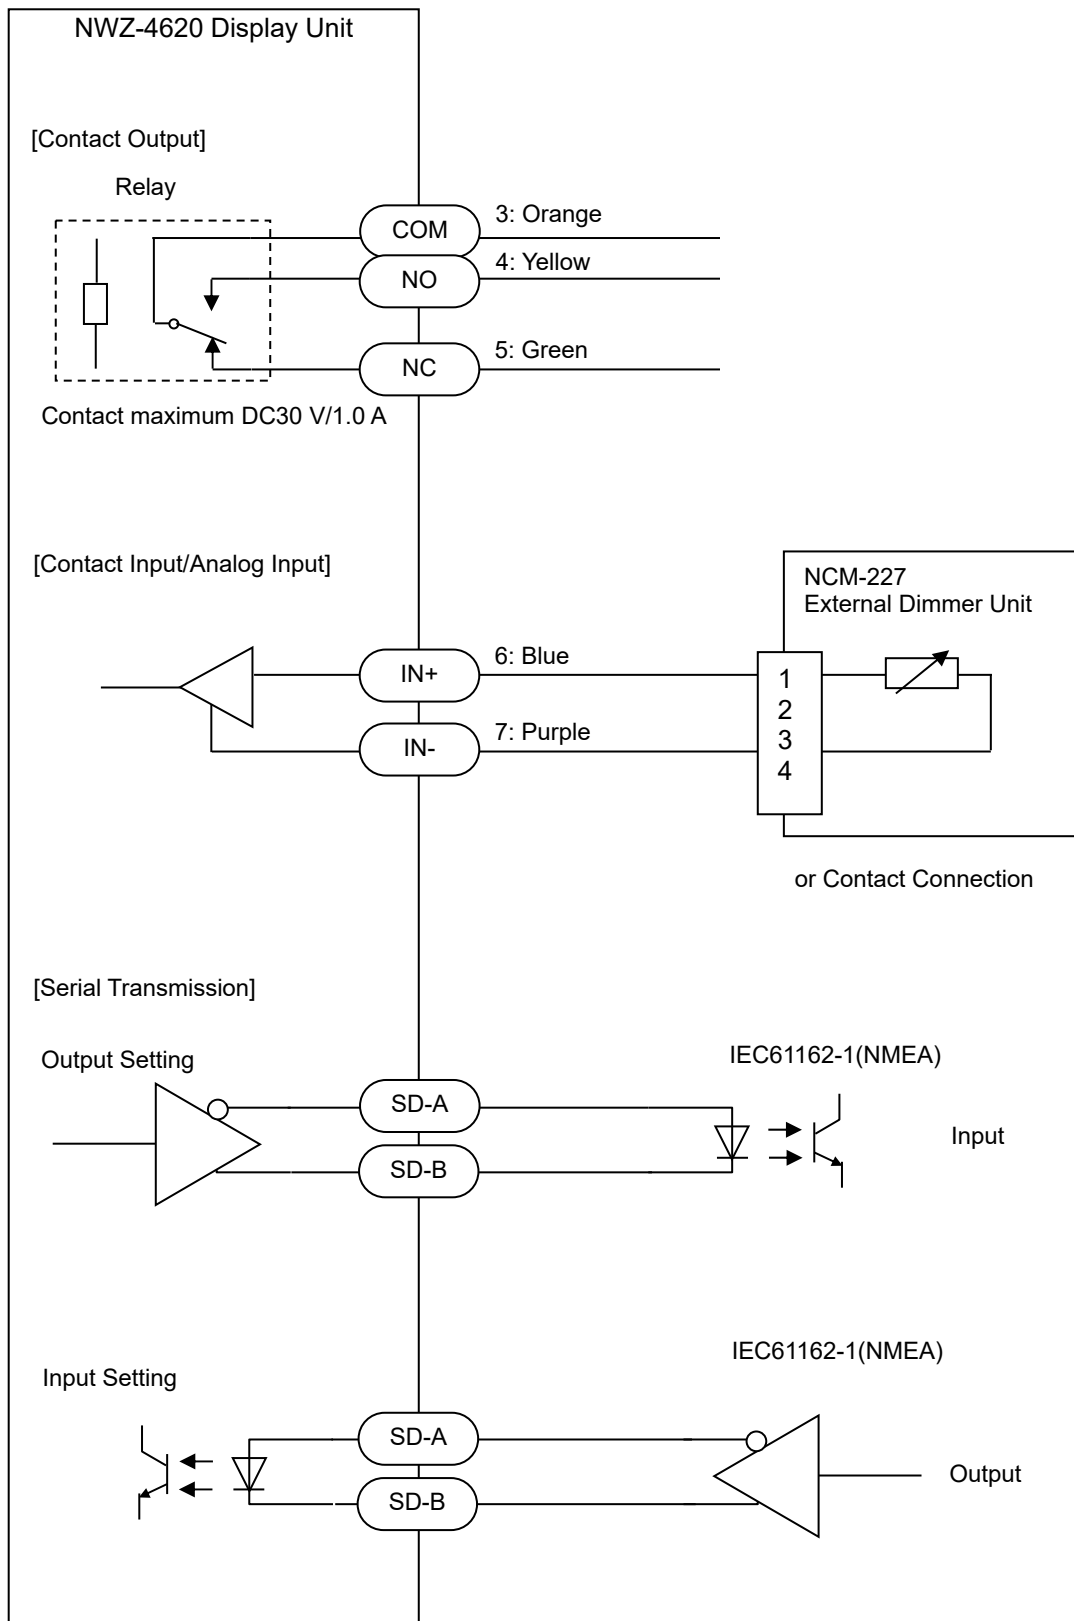 NWZ-4620 Display Unit
[Contact Output]
Relay
COM
3: Orange
NO
4: Yellow
NC
5: Green
Contact maximum DC30 V/1.0 A
[Contact Input/Analog Input]
NCM-227
External Dimmer Unit
IN+
6: Blue
IN-
7: Purple
1
2
3
4
or Contact Connection
[Serial Transmission]
Output Setting
IEC61162-1(NMEA)
SD-A
SD-B
Input
Input Setting
IEC61162-1(NMEA)
SD-A
SD-B
Output